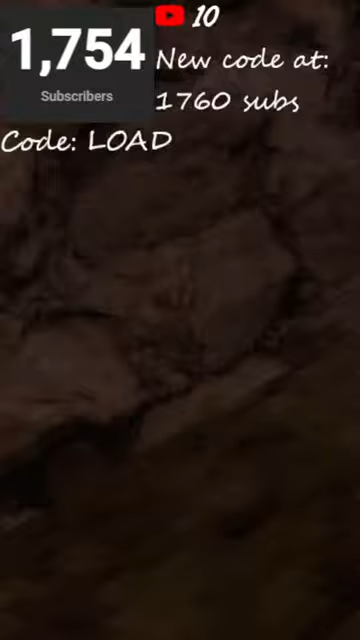 10
1,754
New code at:
Subscribers
1760 subs
Code: LOAD